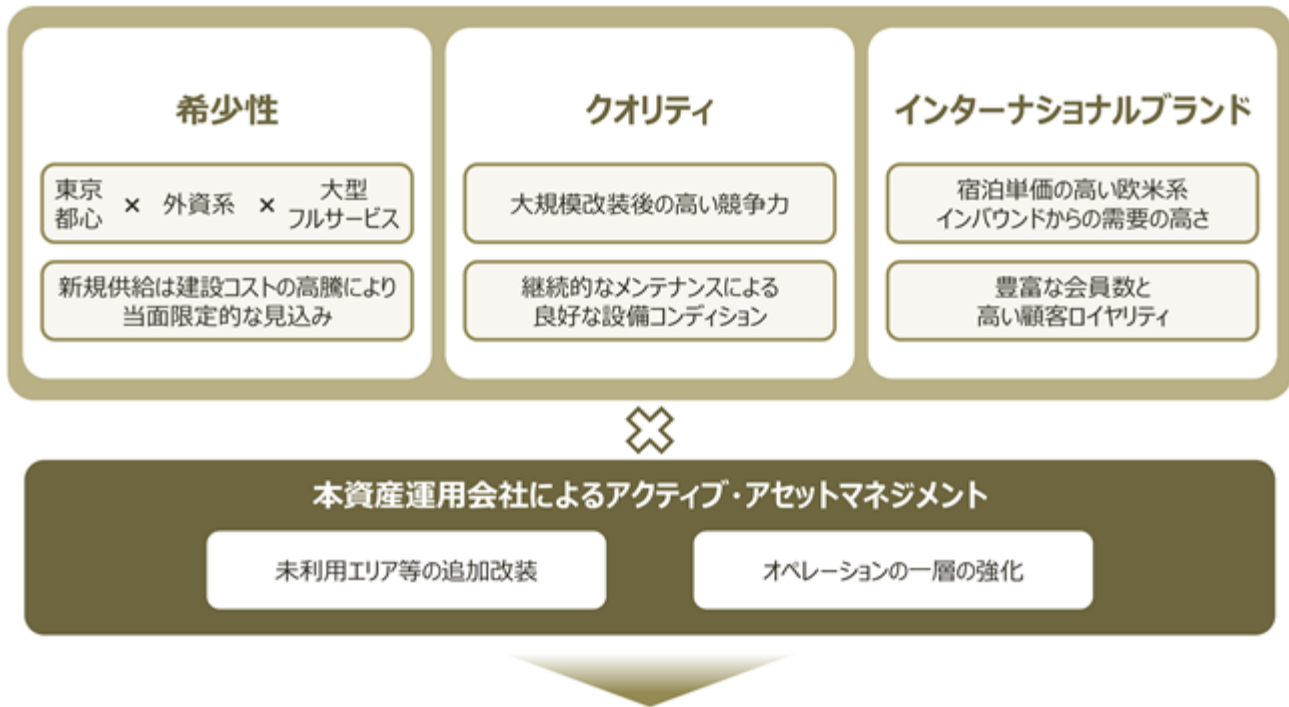 希少性
東京
都心
×
外資系
×
大型
フルサービス
新規供給は建設コストの高騰により
当面限定的な見込み
クオリティ
大規模改装後の高い競争力
継続的なメンテナンスによる
良好な設備コンディション
インターナショナルブランド
宿泊単価の高い欧米系
インバウンドからの需要の高さ
豊富な会員数と
高い顧客ロイヤリティ
本資産運用会社によるアクティブ・アセットマネジメント
未利用エリア等の追加改装
オペレーションの一層の強化